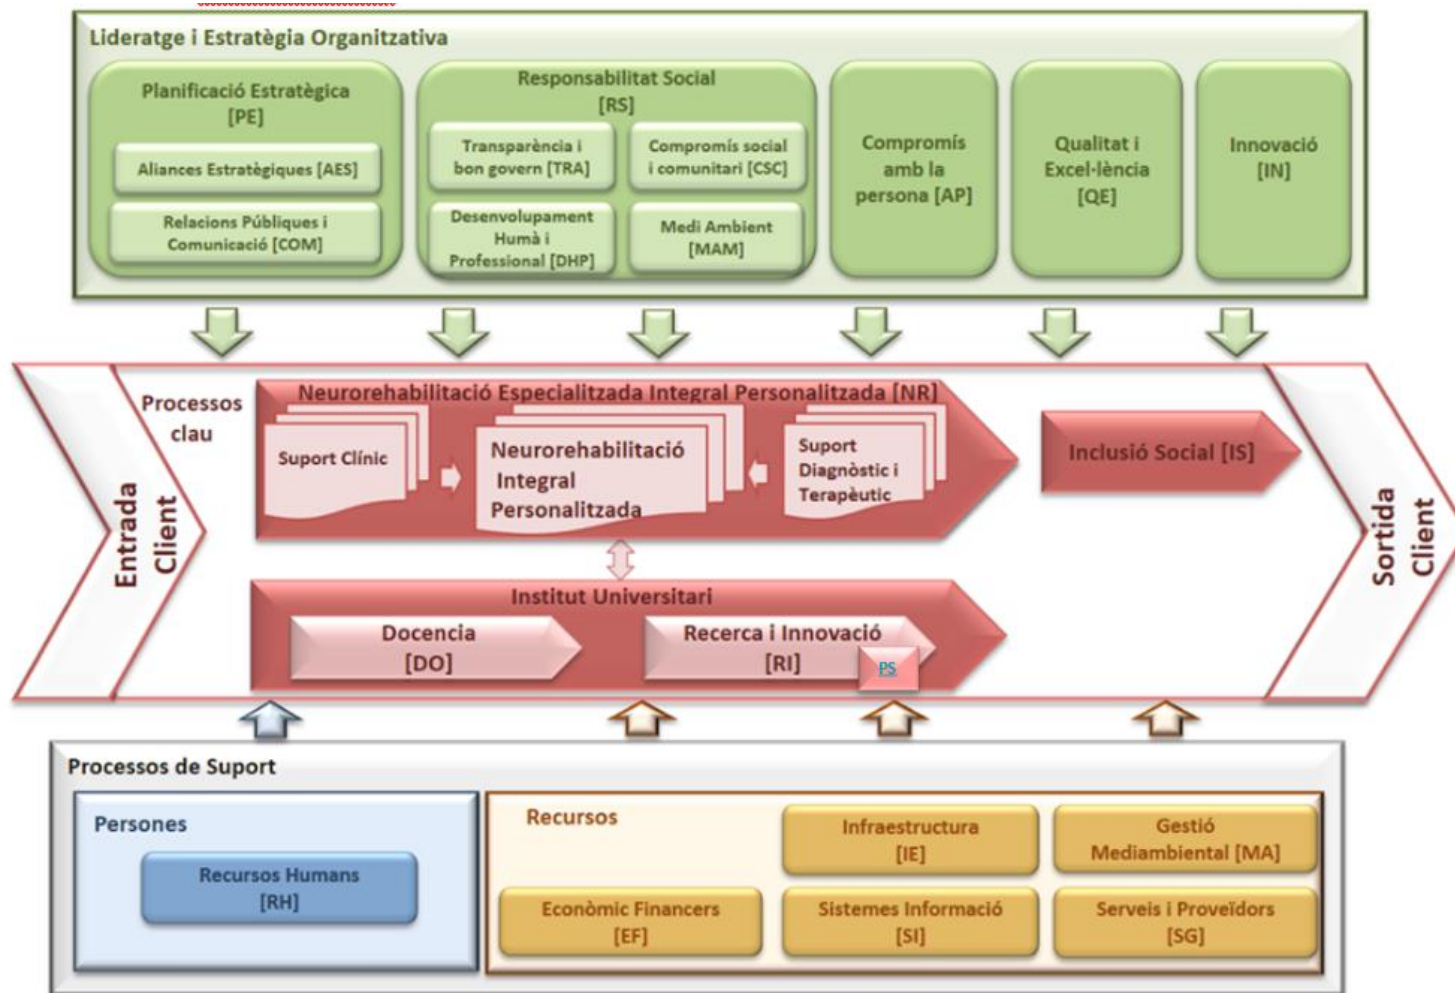 Lideratge i Estratègia Organitzativa
Planificació Estratègica
[PE]
Aliances Estratègiques [AES]
Relacions Públiques i
Comunicació [COM]
Responsabilitat Social
[RS]
Transparència i
bon govern [TRA]
Compromís social
i comunitari [CSC]
Desenvolupament
Humà i
Professional [DHP]
Medi Ambient
[MAM]
Compromís
amb la
persona [AP]
Qualitat i
Excel·lència
[QE]
Innovació
[IN]
Entrada
Client
Processos
clau
Neurorehabilitació Especialitzada Integral Personalitzada [NR]
Suport Clínic
Neurorehabilitació
Integral
Personalitzada
Suport
Diagnòstic i
Terapèutic
Inclusió Social [IS]
Institut Universitari
Docencia
[DO]
Recerca i Innovació
[RI]
PS
Sortida
Client
Processos de Suport
Persones
Recursos Humans
[RH]
Recursos
Infraestructura
[IE]
Gestió
Mediambiental [MA]
Econòmic Financers
[EF]
Sistemes Informació
[SI]
Serveis i Proveïdors
[SG]